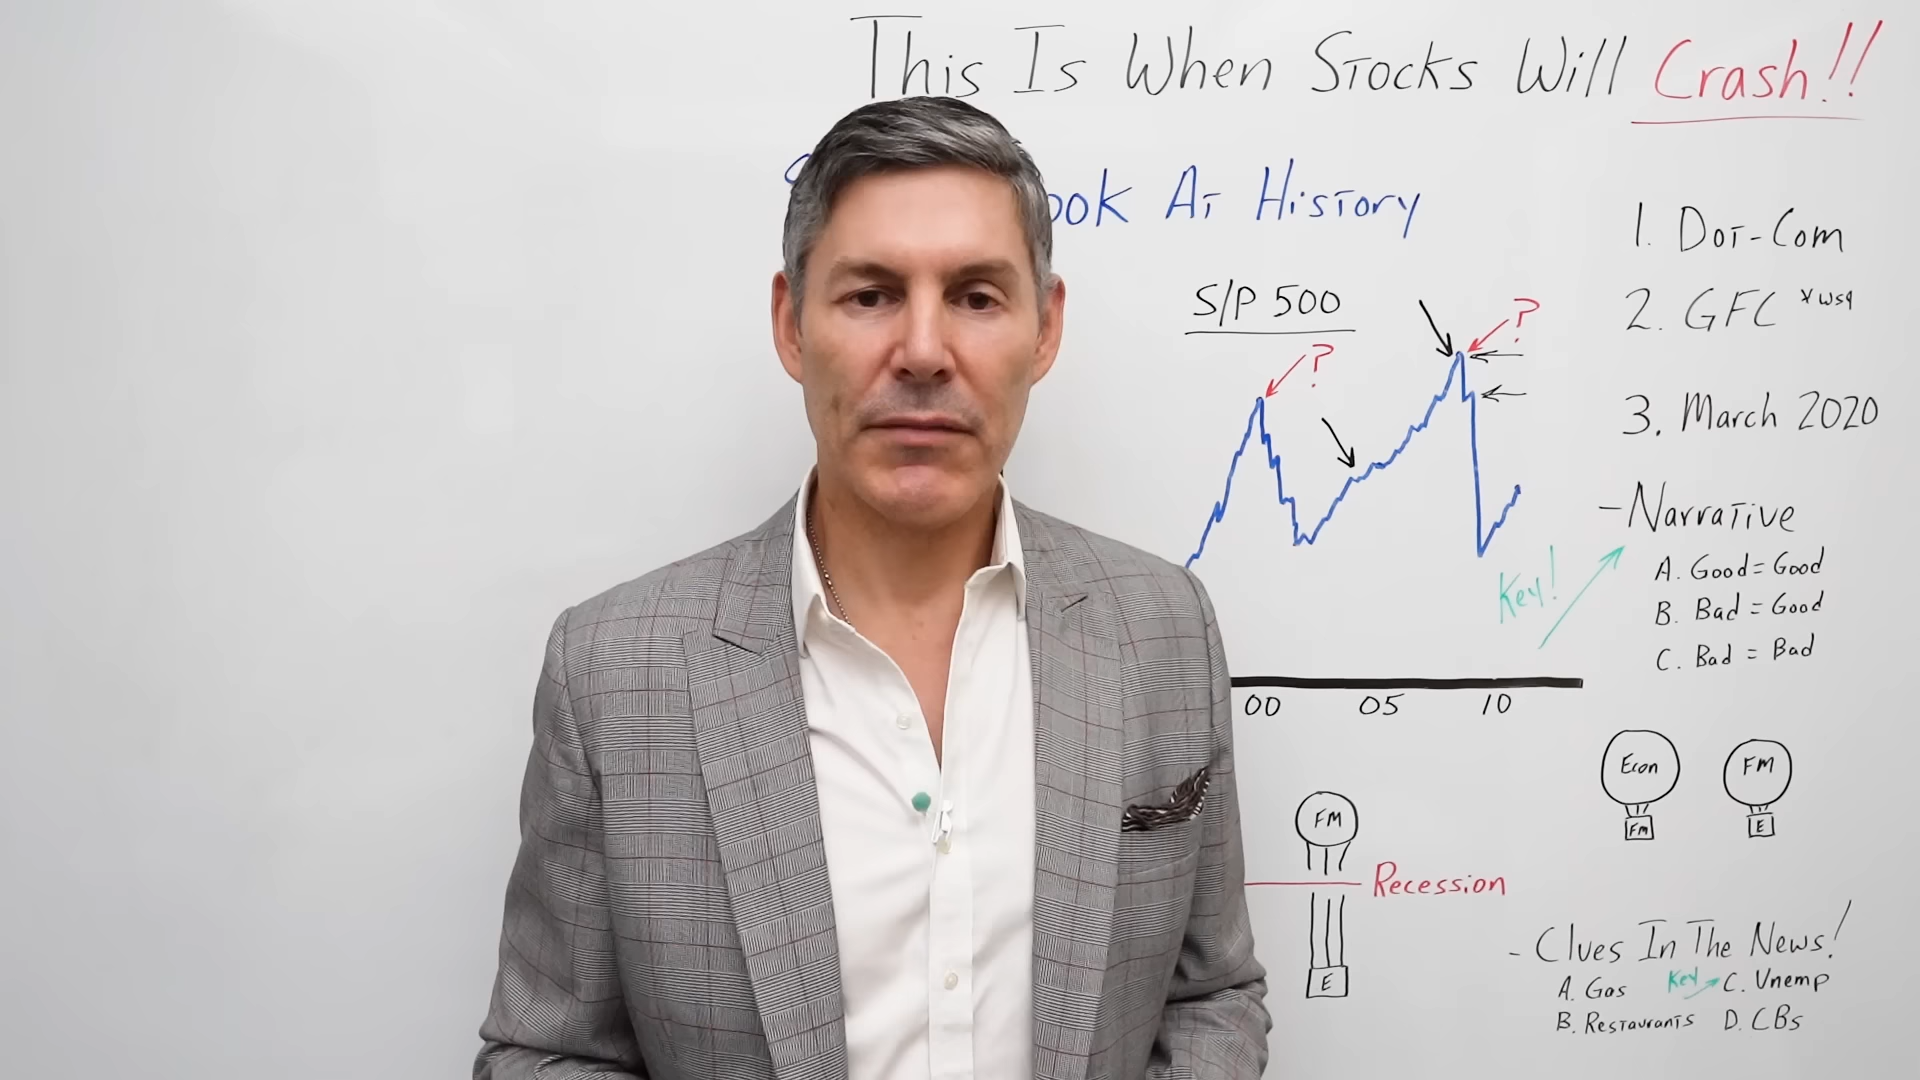 This Is When Stocks Will Crash!!
ook At History
S/P 500
?
?
00 05 10
1. Dot-Com
2. GFC *wsq
3. March 2020
- Narrative
Key!
A. Good = Good
B. Bad = Good
C. Bad = Bad
Econ
FM
FM
E
FM
Recession
E
- Clues In The News!
A. Gas
Key
C. Unemp
B. Restaurants
D. CBs